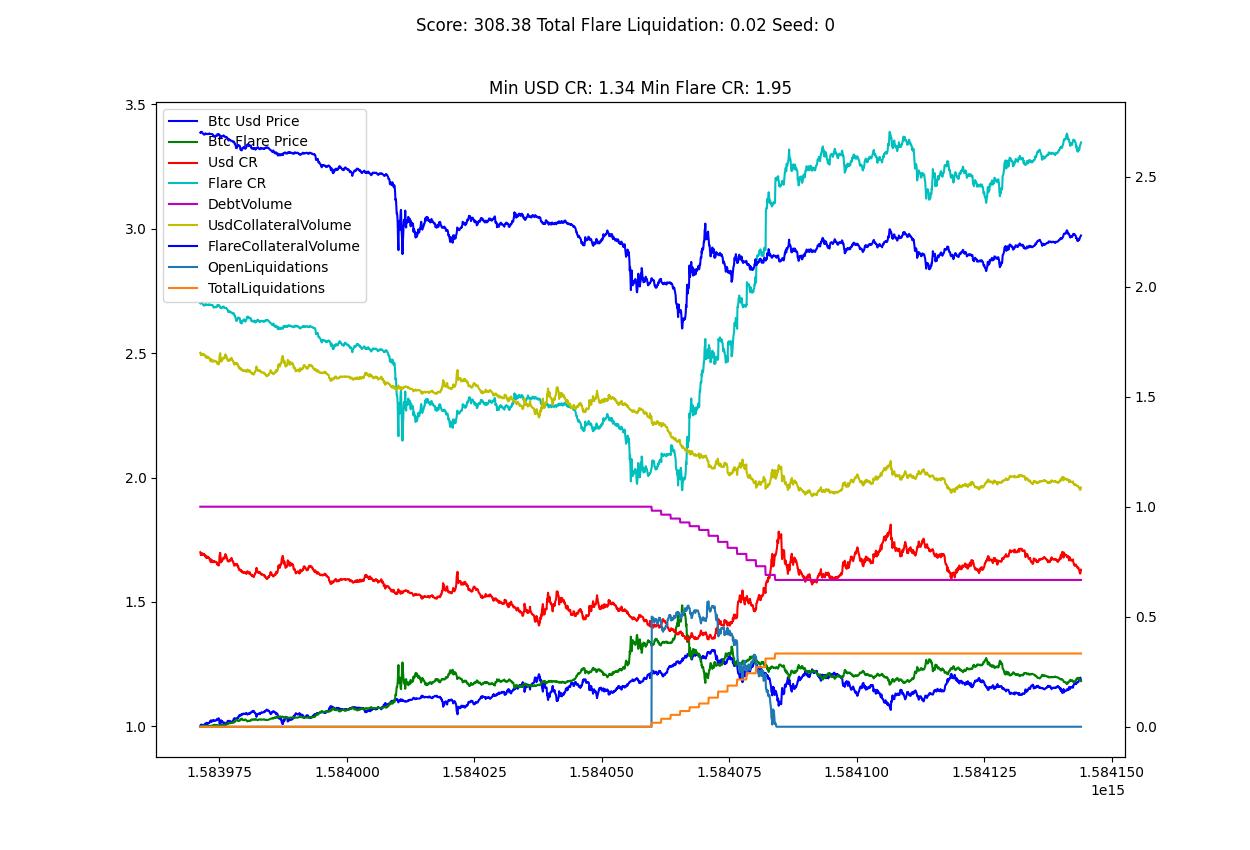 Score: 308.38 Total Flare Liquidation: 0.02 Seed: 0
Min USD CR: 1.34 Min Flare CR: 1.95
Btc Usd Price
Btc Flare Price
Usd CR
Flare CR
DebtVolume
UsdCollateralVolume
FlareCollateralVolume
OpenLiquidations
TotalLiquidations
3.5
3.0
2.5
2.0
1.5
1.0
2.5
2.0
1.5
1.0
0.5
0.0
1.583975 1.584000 1.584025 1.584050 1.584075 1.584100 1.584125 1.584150
1e15